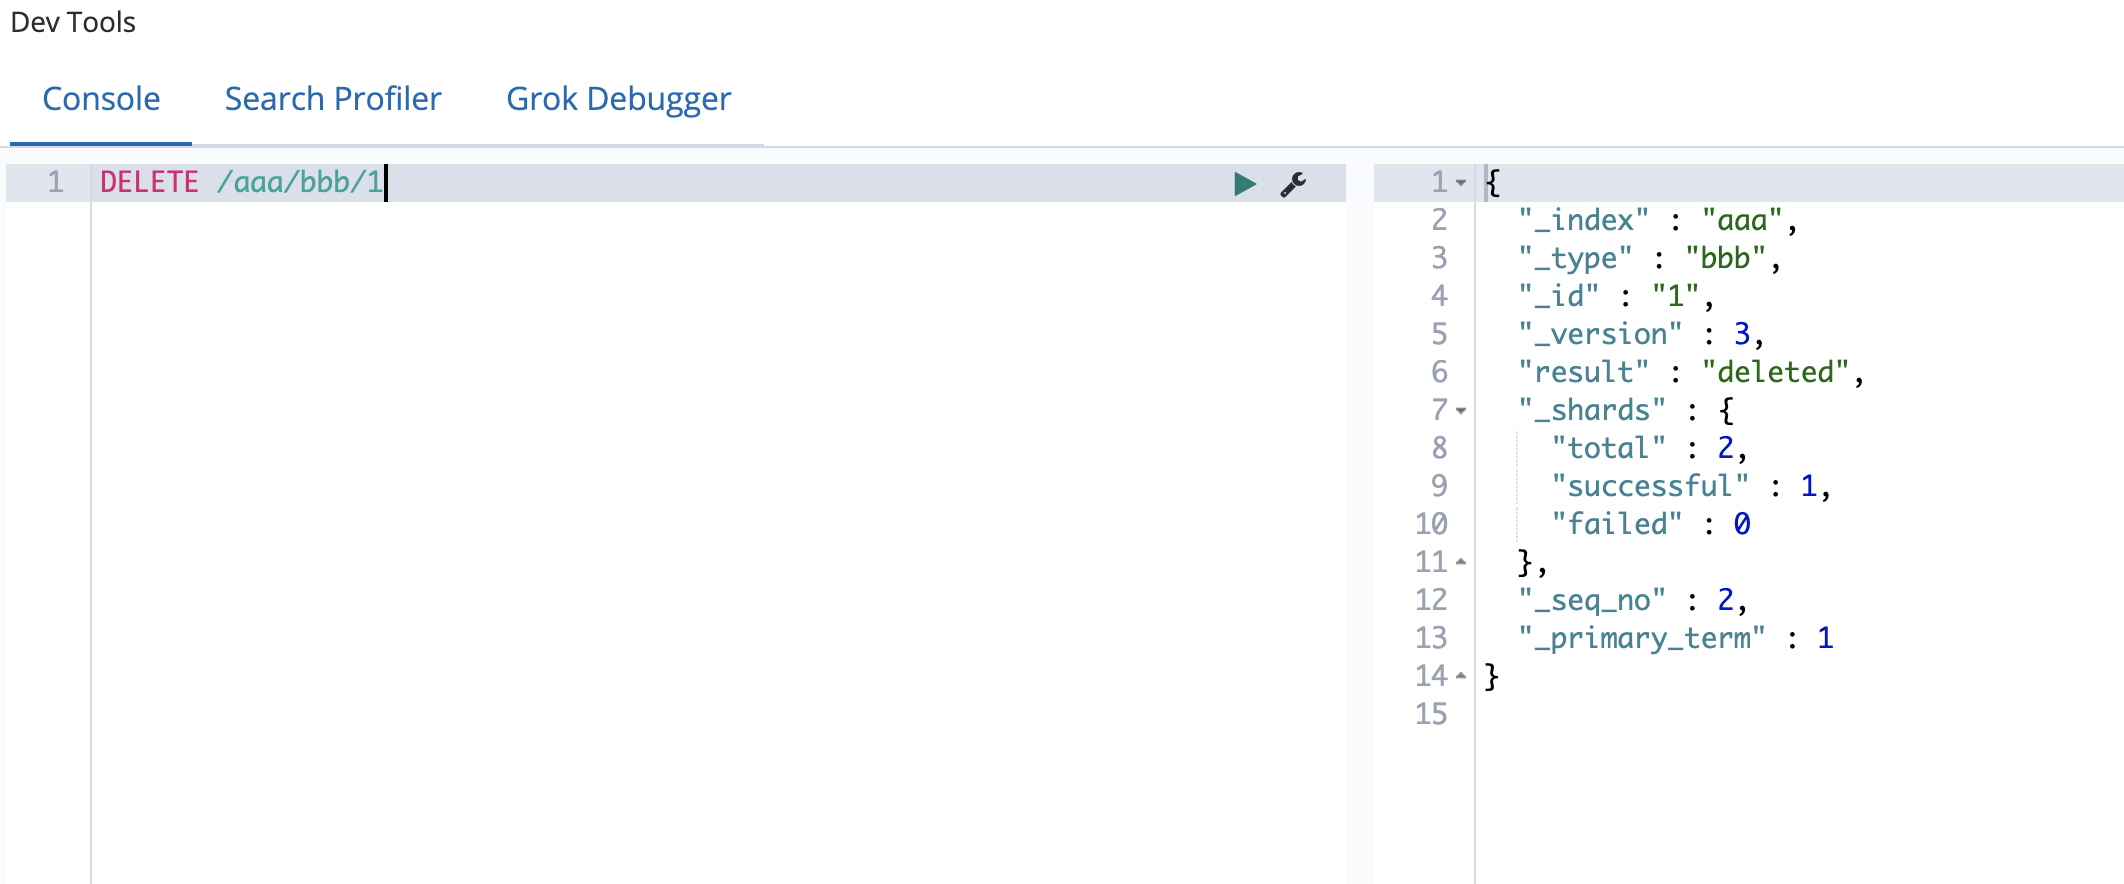 Dev Tools
Console Search Profiler Grok Debugger
1 DELETE /aaa/bbb/1
1 {
2 "_index" : "aaa",
3 "_type" : "bbb",
4 "_id" : "1",
5 "_version" : 3,
6 "result" : "deleted",
7 "_shards" : {
8 "total" : 2,
9 "successful" : 1,
10 "failed" : 0
11 },
12 "_seq_no" : 2,
13 "_primary_term" : 1
14 }
15